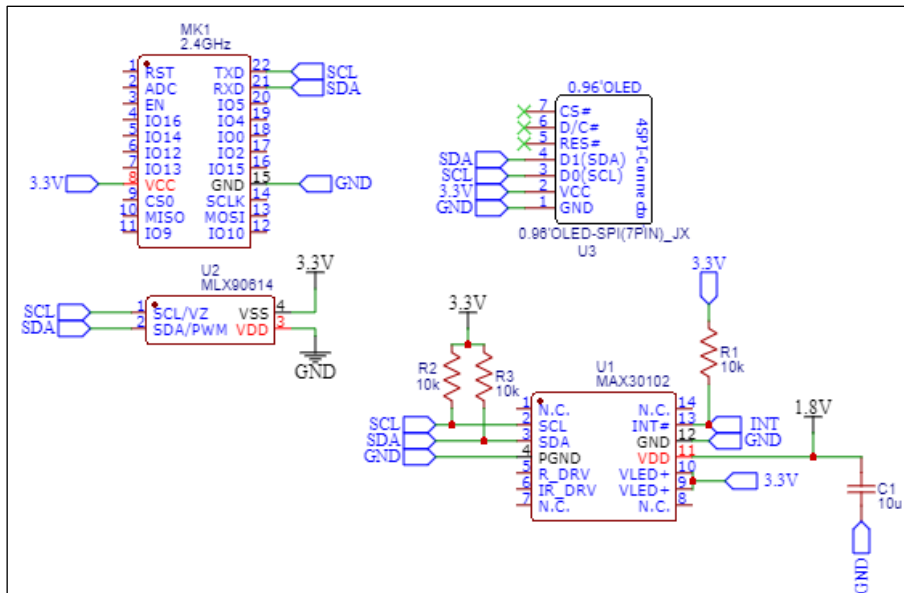 MK1
2.4GHz
1 RST TXD 22 SCL
2 ADC RXD 21 SDA
3 EN IO5 20
4 IO16 IO4 19
5 IO14 IO0 18
6 IO12 IO2 17
7 IO13 IO15 16
3.3V 8 VCC GND 15 GND
9 CS0 SCLK 14
10 MISO MOSI 13
11 IO9 IO10 12
0.96'OLED
7 CS#
6 D/C#
5 RES#
SDA 4 D1(SDA)
SCL 3 D0(SCL)
3.3V 2 VCC
GND 1 GND
4SPI-Connecto
0.96'OLED-SPI(7PIN)_JX
U3
U2
MLX90614
3.3V
SCL 1 SCL/VZ VSS 4
SDA 2 SDA/PWM VDD 3
GND
3.3V
R2
10k
R3
10k
3.3V
R1
10k
U1
MAX30102
1 N.C. N.C. 14
SCL 2 SCL INT# 13 INT
SDA 3 SDA GND 12 GND
GND 4 PGND VDD 11
5 R_DRV VLED+ 10
6 IR_DRV VLED+ 9 3.3V
7 N.C. N.C. 8
1.8V
C1
10u
GND